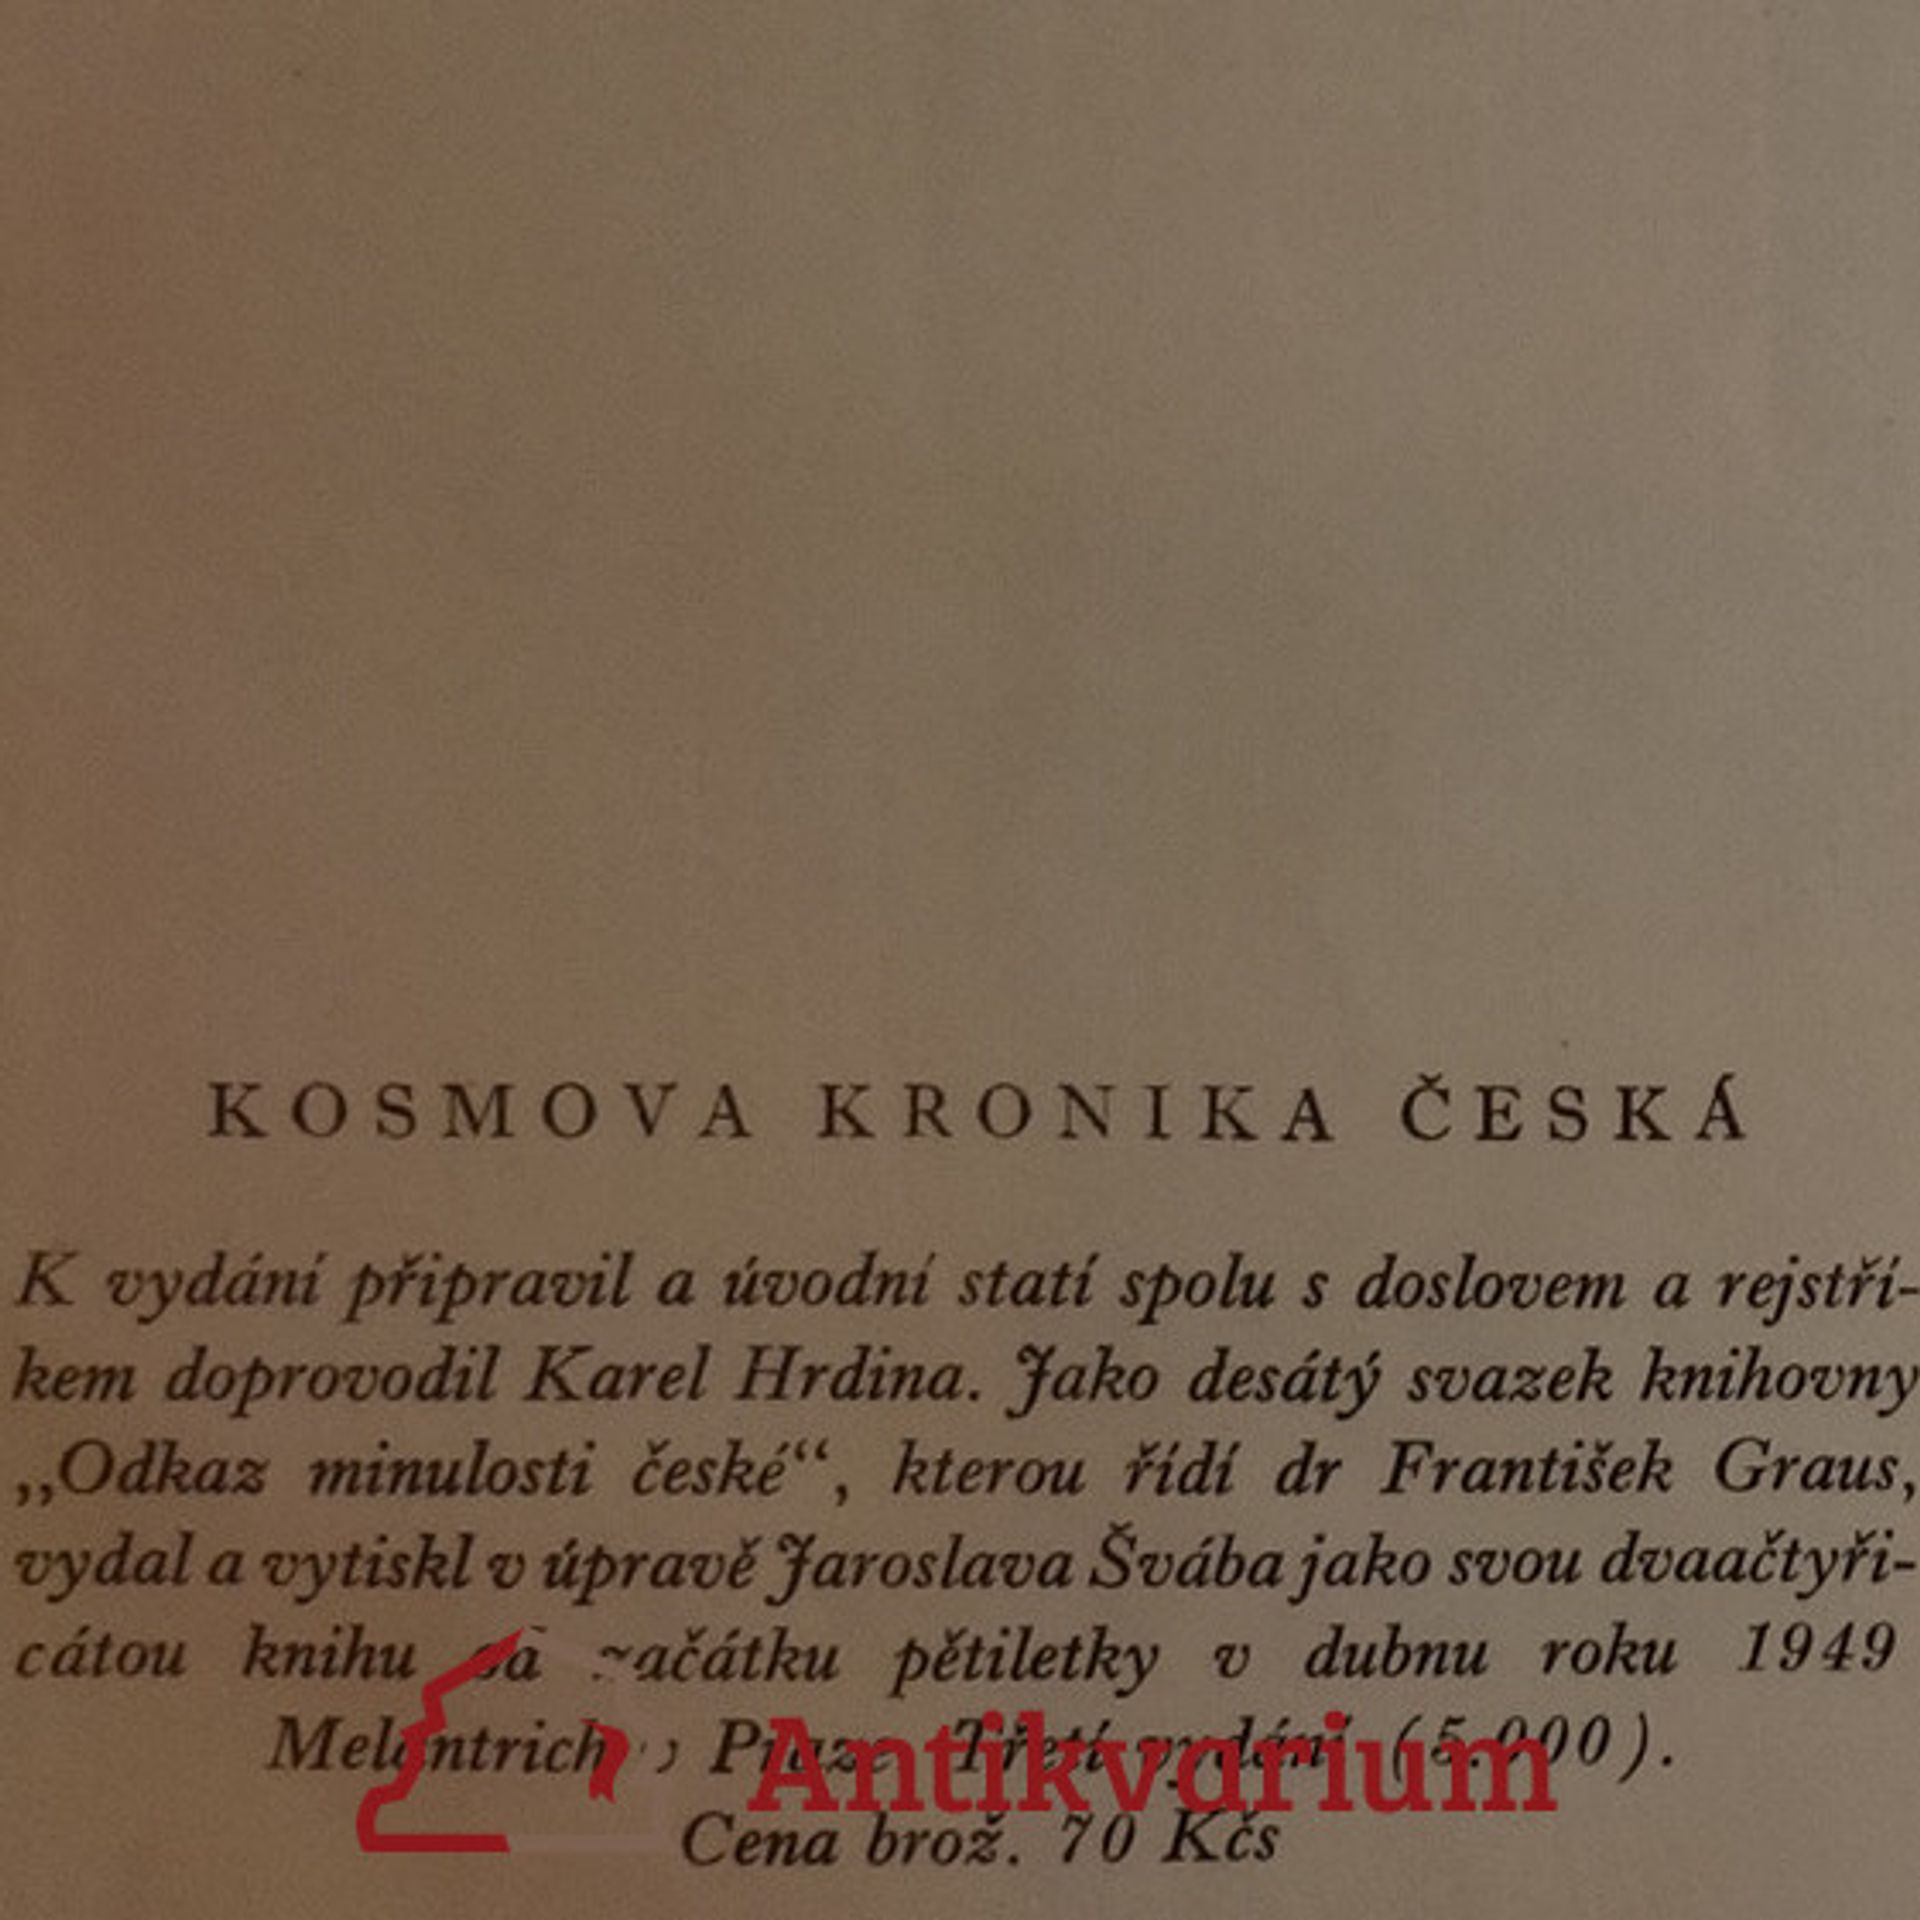 KOSMOVA KRONIKA ČESKÁ
K vydání připravil a úvodní statí spolu s doslovem a rejstří-
kem doprovodil Karel Hrdina. Jako desátý svazek knihovny
„Odkaz minulosti české“, kterou řídí dr František Graus,
vydal a vytiskl v úpravě Jaroslava Švába jako svou dvaačtyři-
cátou knihu začátku pětiletky v dubnu roku 1949
Melantrich Praze Třetí vydání (5.000).
Antikvarium
Cena brož. 70 Kčs